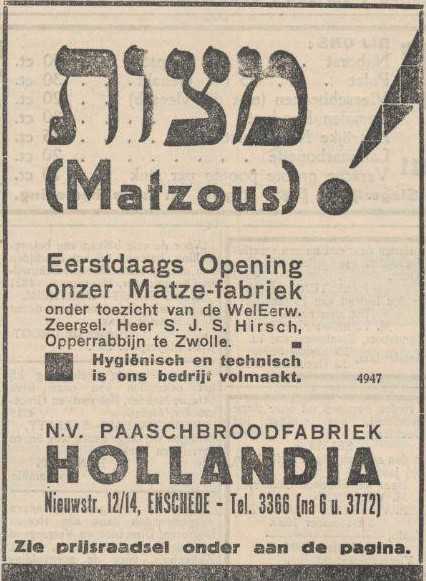 מצות!
(Matzous)
Eerstdaags Opening
onzer Matze-fabriek
onder toezicht van de WelEerw.
Zeergel. Heer S. J. S. Hirsch,
Opperrabbijn te Zwolle.
Hygiënisch en technisch
is ons bedrijf volmaakt.
4947
N.V. PAASCHBROODFABRIEK
HOLLANDIA
Nieuwstr. 12/14, ENSCHEDE - Tel. 3366 (na 6 u. 3772)
Zie prijsraadsel onder aan de pagina.